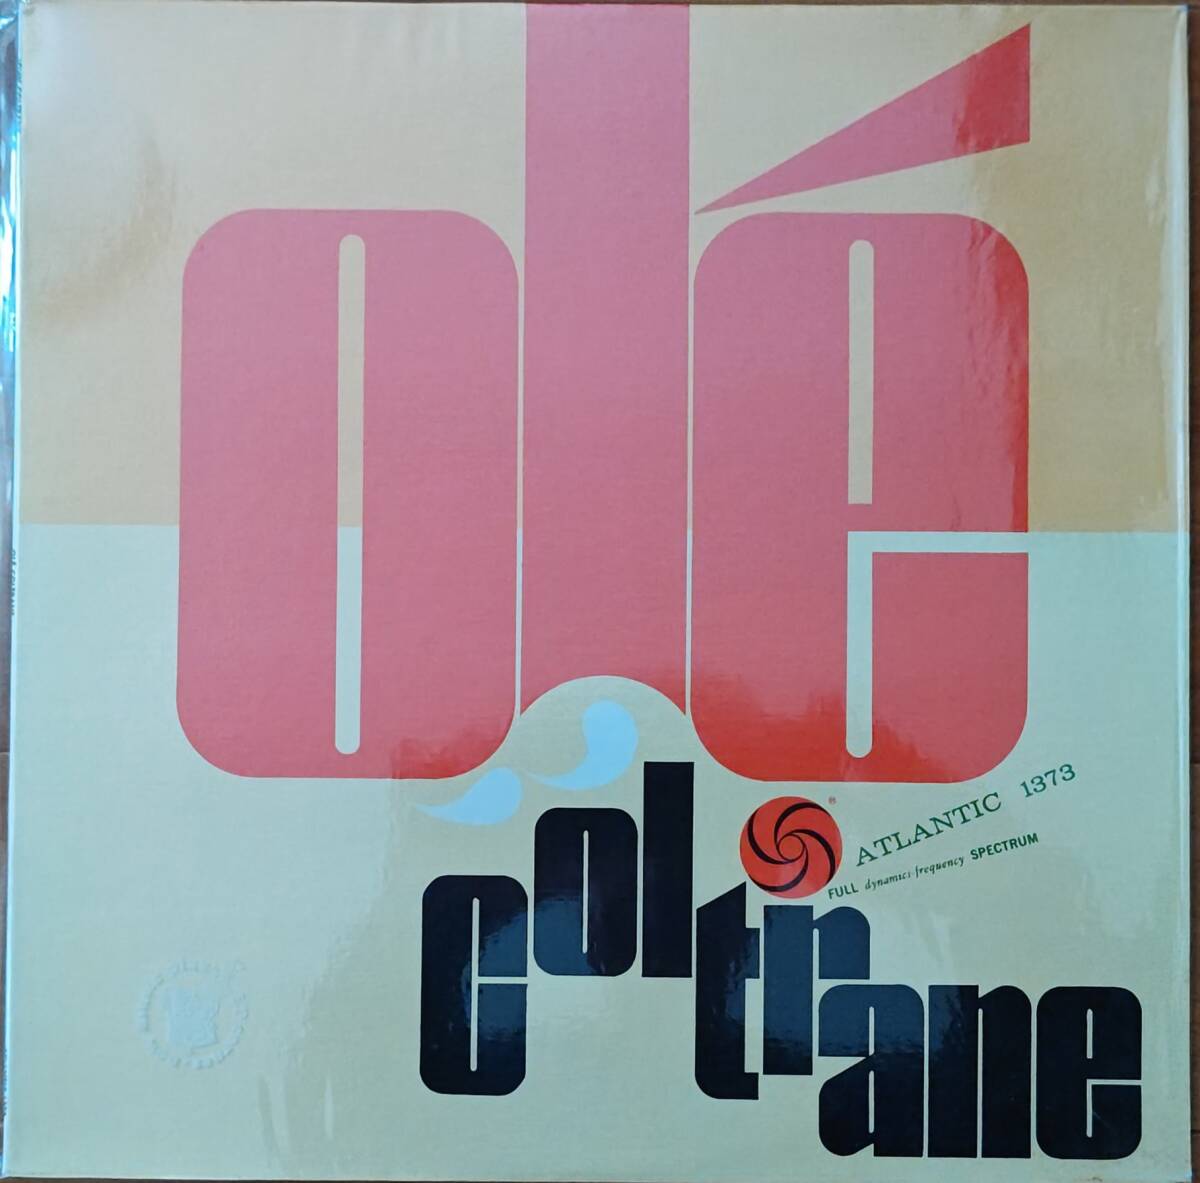 olé
coltrane
ATLANTIC 1373
FULL dynamics-frequency SPECTRUM
®